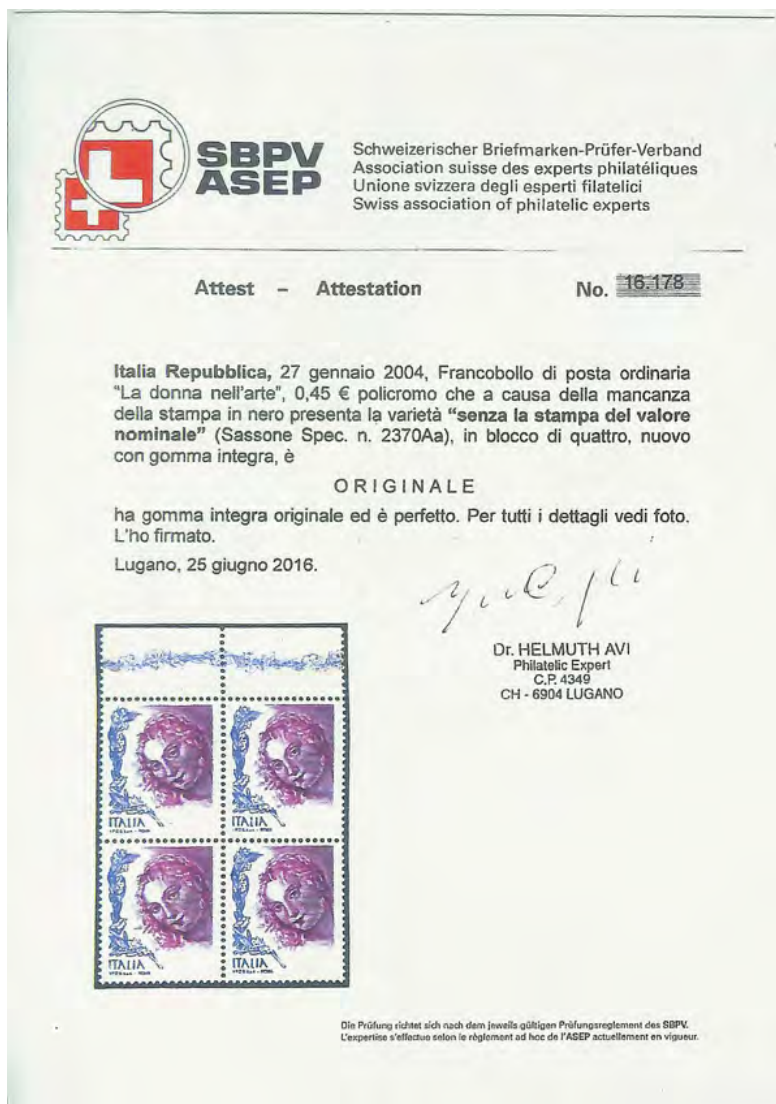 SBPV
ASEP
Schweizerischer Briefmarken-Prüfer-Verband
Association suisse des experts philatéliques
Unione svizzera degli esperti filatelici
Swiss association of philatelic experts
Attest – Attestation No. 16.178
Italia Repubblica, 27 gennaio 2004, Francobollo di posta ordinaria
"La donna nell'arte", 0,45 € policromo che a causa della mancanza
della stampa in nero presenta la varietà “senza la stampa del valore
nominale” (Sassone Spec. n. 2370Aa), in blocco di quattro, nuovo
con gomma integra, è
ORIGINALE
ha gomma integra originale ed è perfetto. Per tutti i dettagli vedi foto.
L'ho firmato.
Lugano, 25 giugno 2016.
Dr. HELMUTH AVI
Philatelic Expert
C.P. 4349
CH - 6904 LUGANO
ITALIA ITALIA
ITALIA ITALIA
Die Prüfung richtet sich nach dem jeweils gültigen Prüfungsreglement des SBPV.
L'expertise s'effectue selon le règlement ad hoc de l'ASEP actuellement en vigueur.